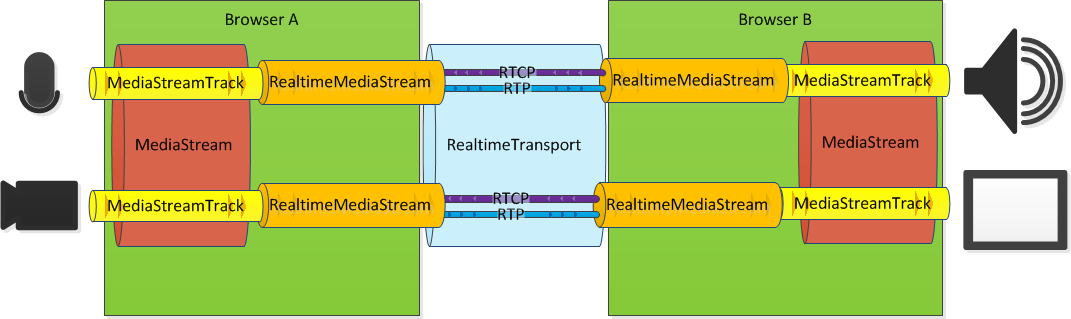 Browser A
Browser B
MediaStreamTrack
RealtimeMediaStream
RTCP
RTP
RealtimeMediaStream
MediaStreamTrack
MediaStream
RealtimeTransport
MediaStream
MediaStreamTrack
RealtimeMediaStream
RTCP
RTP
RealtimeMediaStream
MediaStreamTrack